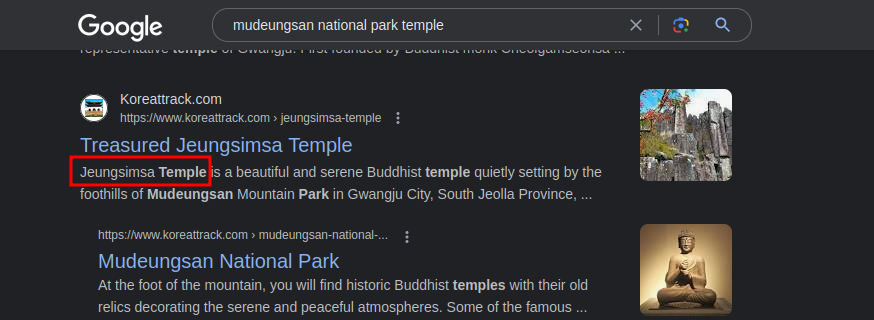 Google
mudeungsan national park temple
representative temple of Gwangju. First founded by Buddhist monk Cheolgamseonsa ...
Koreattrack.com
https://www.koreattrack.com › jeungsimsa-temple
Treasured Jeungsimsa Temple
Jeungsimsa Temple is a beautiful and serene Buddhist temple quietly setting by the
foothills of Mudeungsan Mountain Park in Gwangju City, South Jeolla Province, ...
https://www.koreattrack.com › mudeungsan-national-...
Mudeungsan National Park
At the foot of the mountain, you will find historic Buddhist temples with their old
relics decorating the serene and peaceful atmospheres. Some of the famous ...